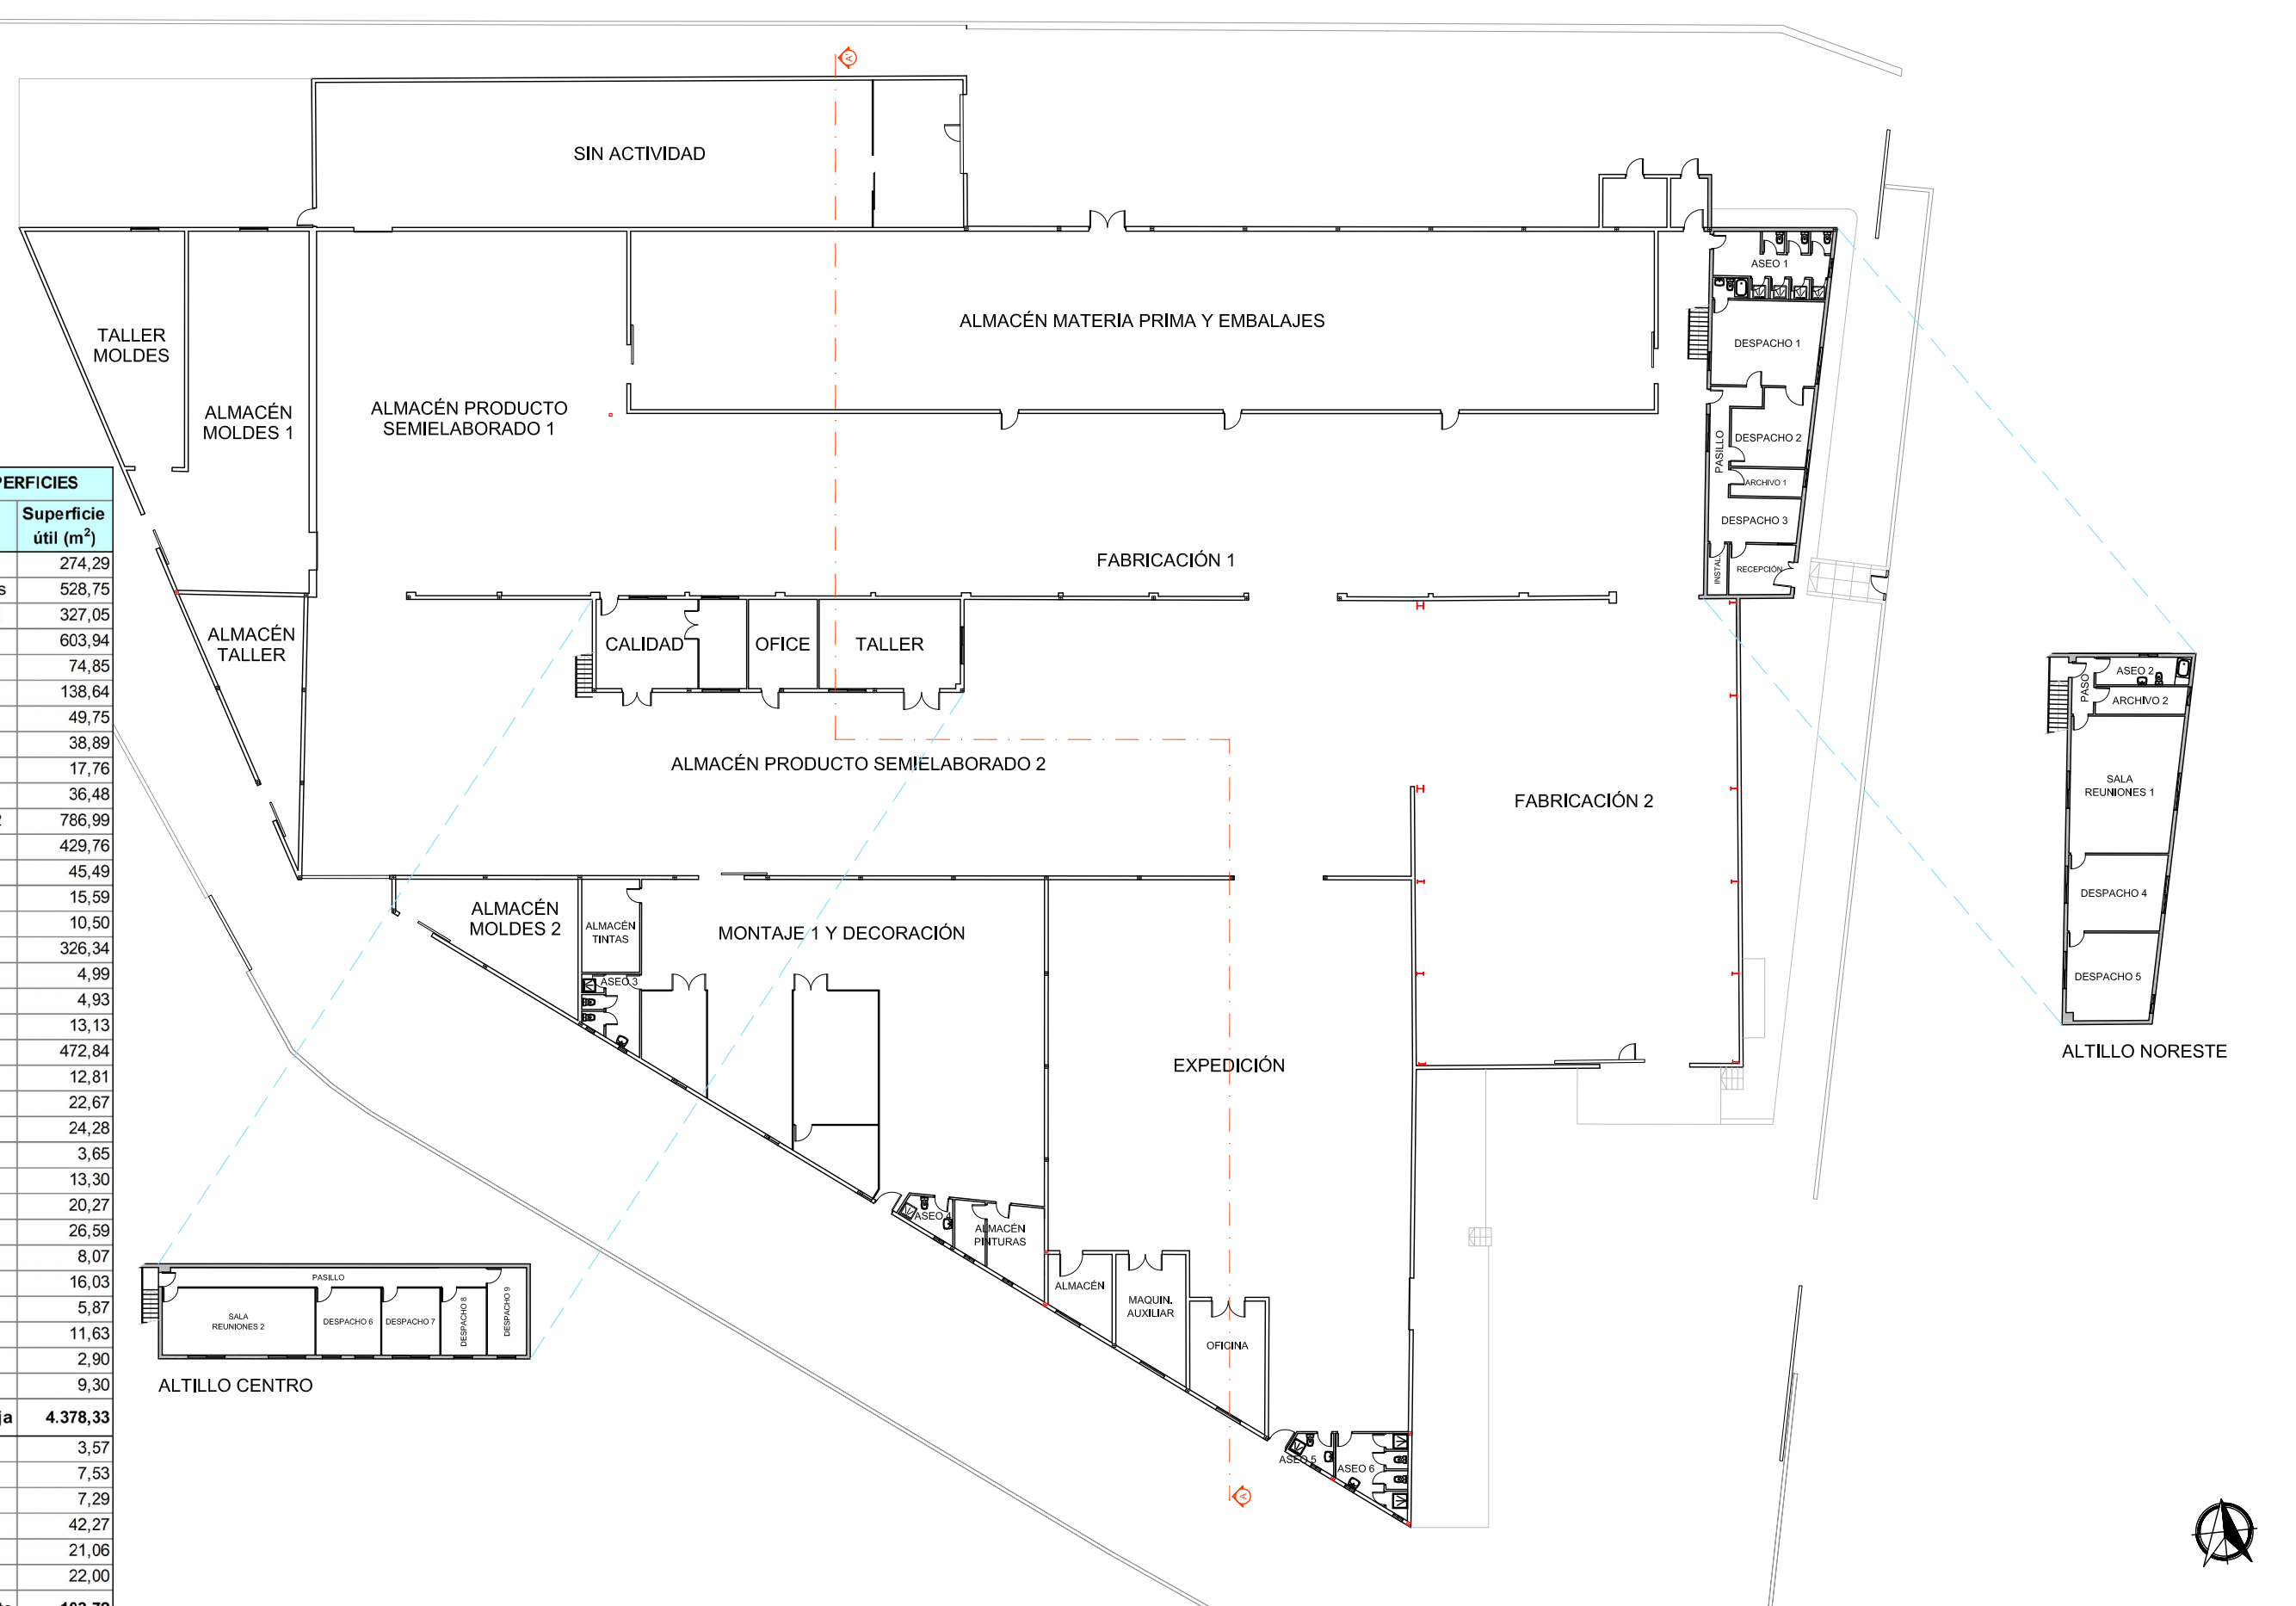 SIN ACTIVIDAD
TALLER
MOLDES
ALMACÉN
MOLDES 1
ALMACÉN PRODUCTO
SEMIELABORADO 1
ALMACÉN MATERIA PRIMA Y EMBALAJES
ASEO 1
DESPACHO 1
DESPACHO 2
PASILLO
ARCHIVO 1
DESPACHO 3
INSTAL.
RECEPCIÓN
FABRICACIÓN 1
ALMACÉN
TALLER
CALIDAD
OFICE
TALLER
ALMACÉN PRODUCTO SEMIELABORADO 2
FABRICACIÓN 2
ALMACÉN
MOLDES 2
ALMACÉN
TINTAS
ASEO 3
MONTAJE 1 Y DECORACIÓN
EXPEDICIÓN
ASEO 4
ALMACÉN
PINTURAS
ALMACÉN
MAQUIN.
AUXILIAR
OFICINA
ASEO 5
ASEO 6
A'
A
ASEO 2
PASO
ARCHIVO 2
SALA
REUNIONES 1
DESPACHO 4
DESPACHO 5
ALTILLO NORESTE
PASILLO
SALA
REUNIONES 2
DESPACHO 6
DESPACHO 7
DESPACHO 8
DESPACHO 9
ALTILLO CENTRO
PERFICIES
Superficie
útil (m²)
274,29
s 528,75
327,05
603,94
74,85
138,64
49,75
38,89
17,76
36,48
2 786,99
429,76
45,49
15,59
10,50
326,34
4,99
4,93
13,13
472,84
12,81
22,67
24,28
3,65
13,30
20,27
26,59
8,07
16,03
5,87
11,63
2,90
9,30
ja 4.378,33
3,57
7,53
7,29
42,27
21,06
22,00